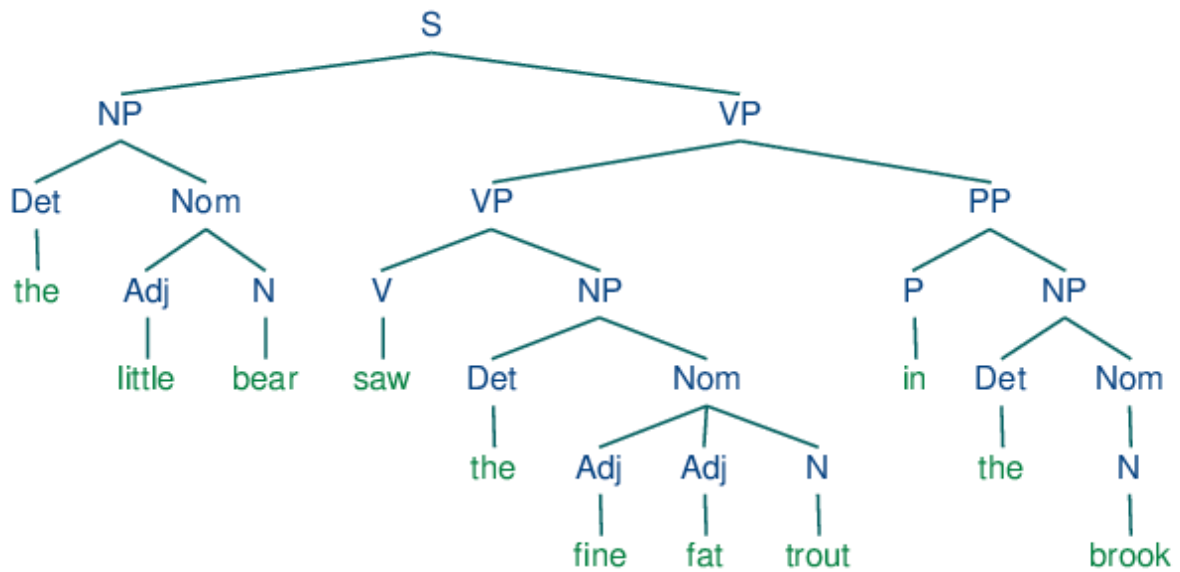 S
NP VP
Det Nom VP PP
the Adj N V NP P NP
little bear saw Det Nom in Det Nom
the Adj Adj N the N
fine fat trout brook